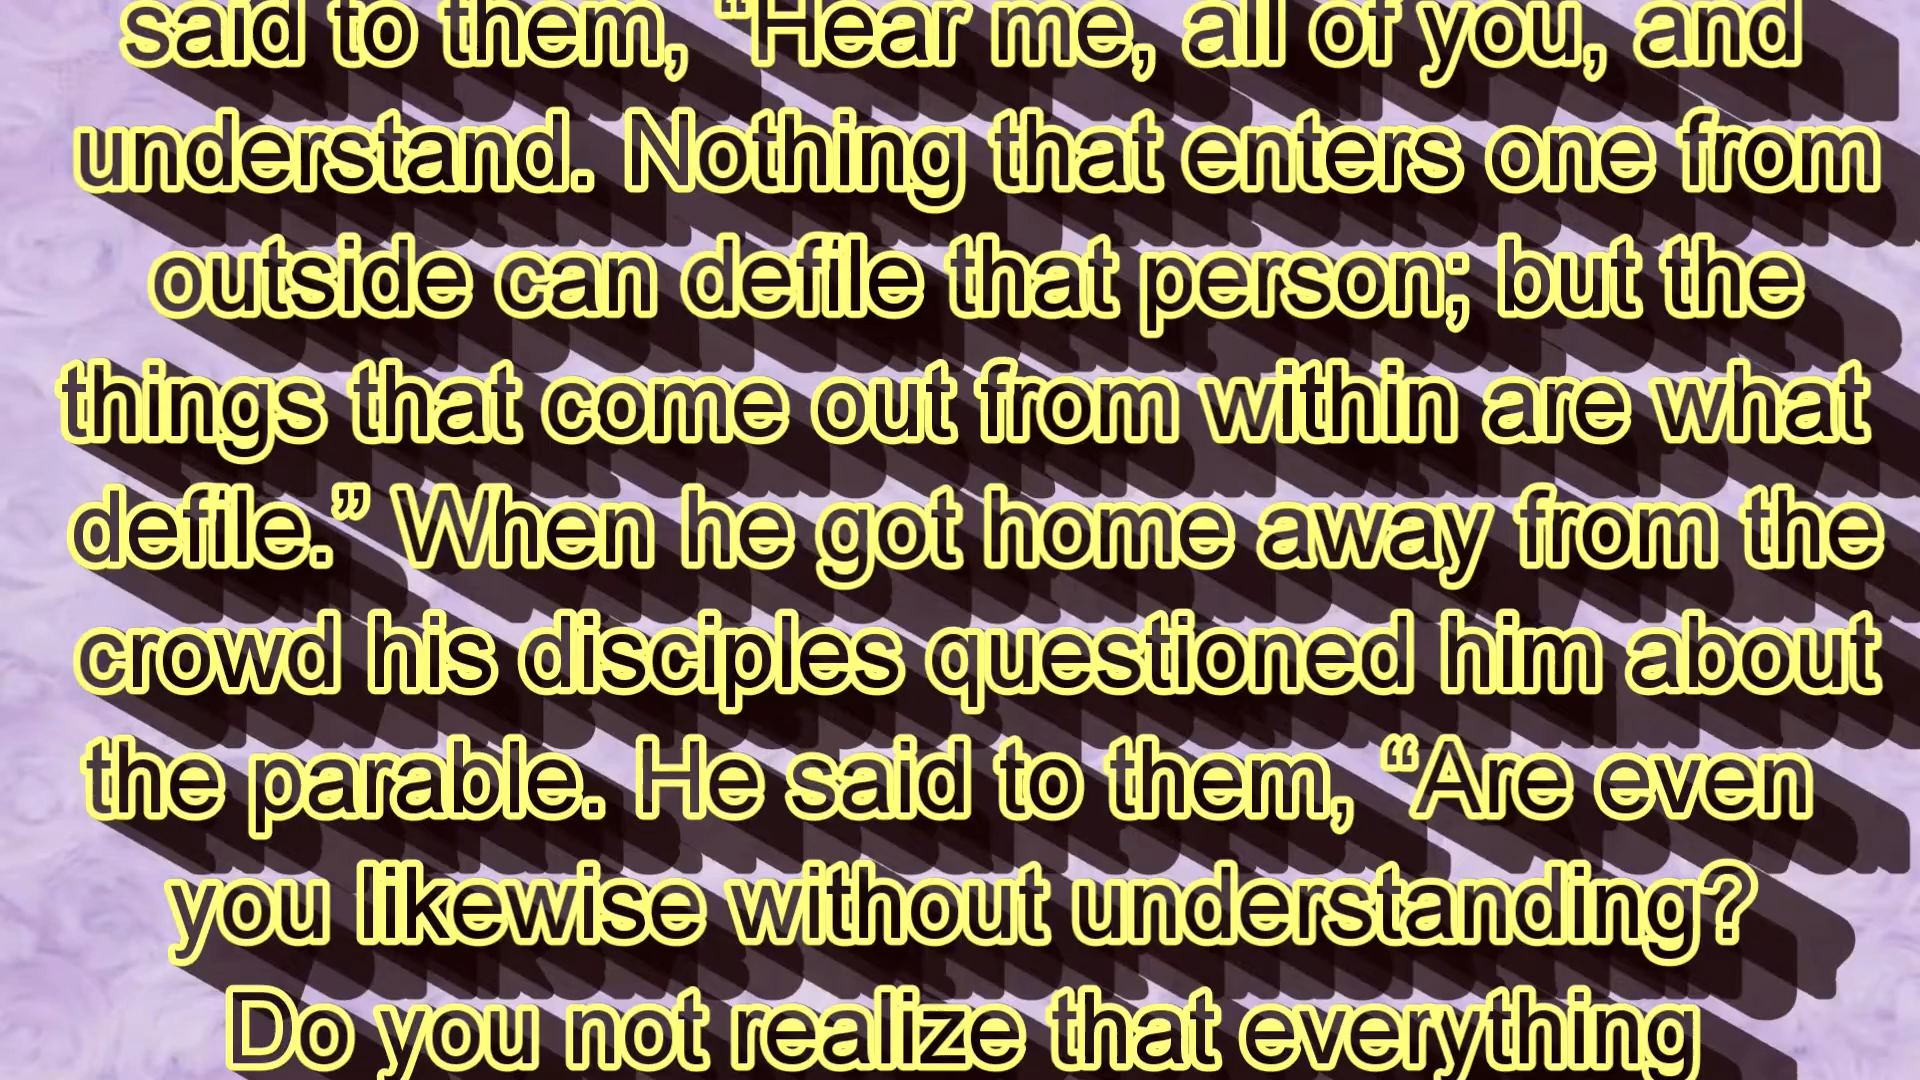 said to them, “Hear me, all of you, and
understand. Nothing that enters one from
outside can defile that person; but the
things that come out from within are what
defile.” When he got home away from the
crowd his disciples questioned him about
the parable. He said to them, “Are even
you likewise without understanding?
Do you not realize that everything